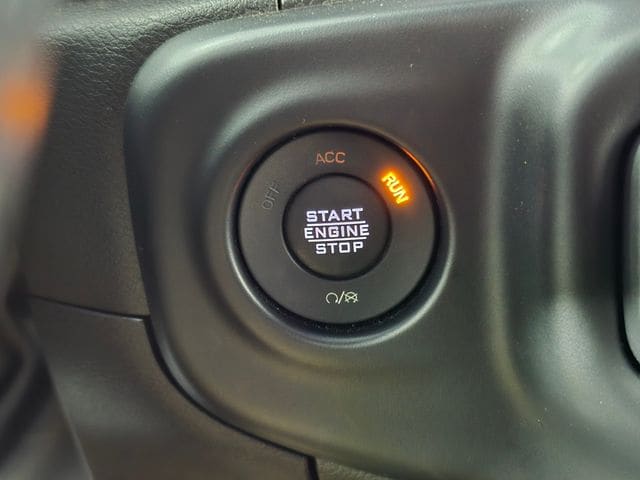 ACC
OFF
RUN
START
ENGINE
STOP